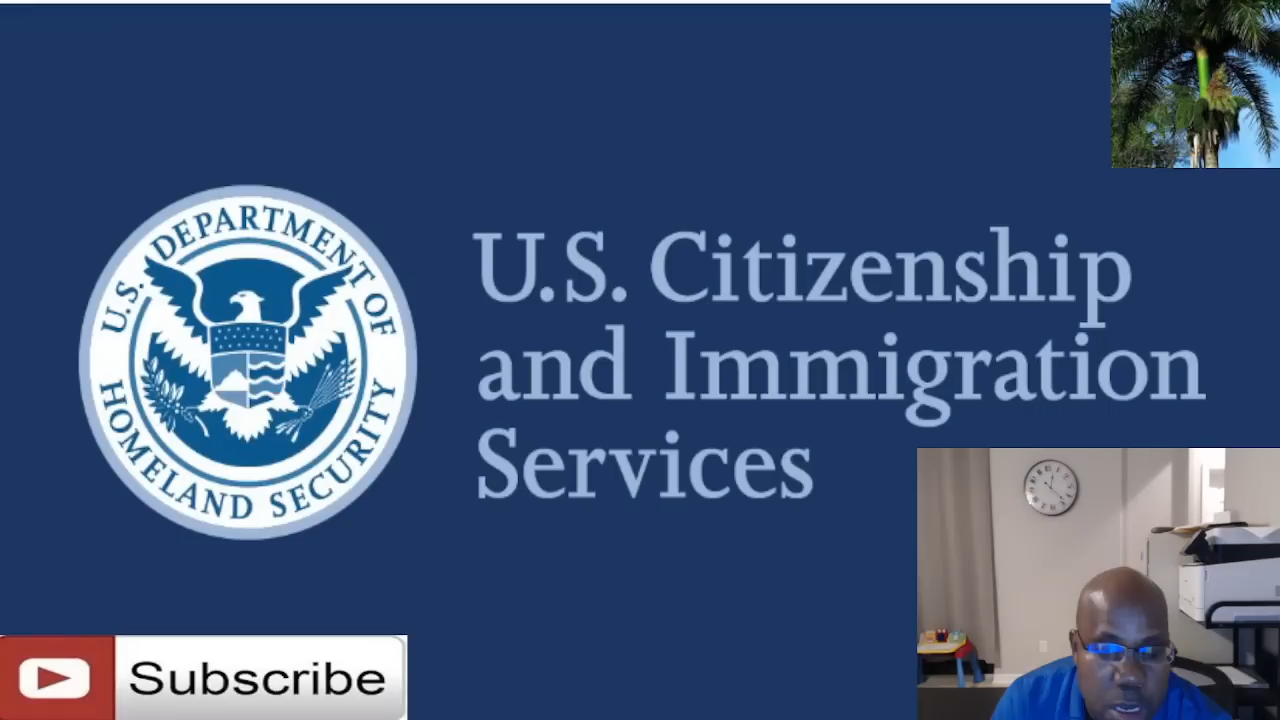 U.S. DEPARTMENT OF
HOMELAND SECURITY
U.S. Citizenship
and Immigration
Services
Subscribe